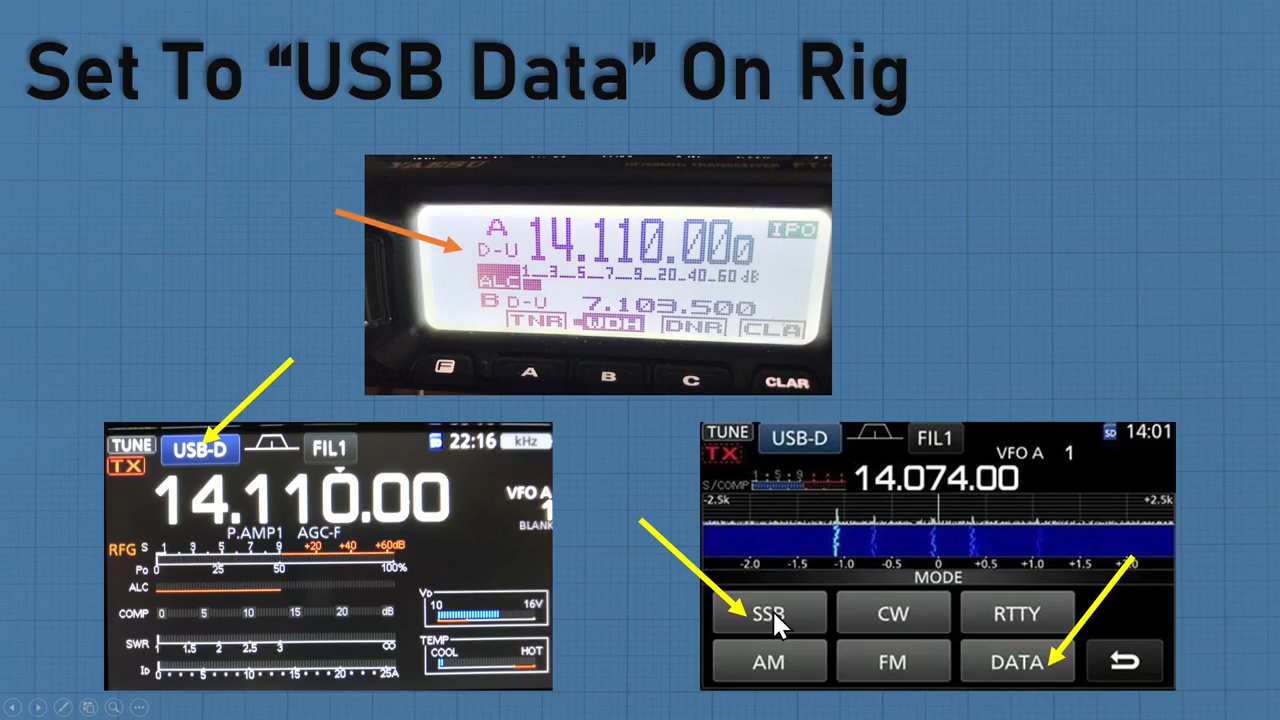 Set To “USB Data” On Rig
YAESU
A 14.110.000 IPO
D-U
1__3__5__7__9__20_40_60 dB
ALC
B D-U 7.103.500
TNR WDH DNR CLA
F A B C CLAR
TUNE USB-D FIL1 SD 22:16 kHz
TX
14.110.00 VFO A
1
P.AMP1 AGC-F BLANK
RFG S 1 3 5 7 9 +20 +40 +60dB
Po 0 25 50 100%
ALC
COMP 0 5 10 15 20 dB
SWR 1 1.5 2 2.5 3 ∞
ID 0 5 10 15 20 25A
VD 10 16V
TEMP
COOL HOT
TUNE USB-D FIL1 SD 14:01
TX VFO A 1
S/COMP 1 5 9 14.074.00
-2.5k +2.5k
-2.0 -1.5 -1.0 -0.5 0 +0.5 +1.0 +1.5
MODE
SSB CW RTTY
AM FM DATA